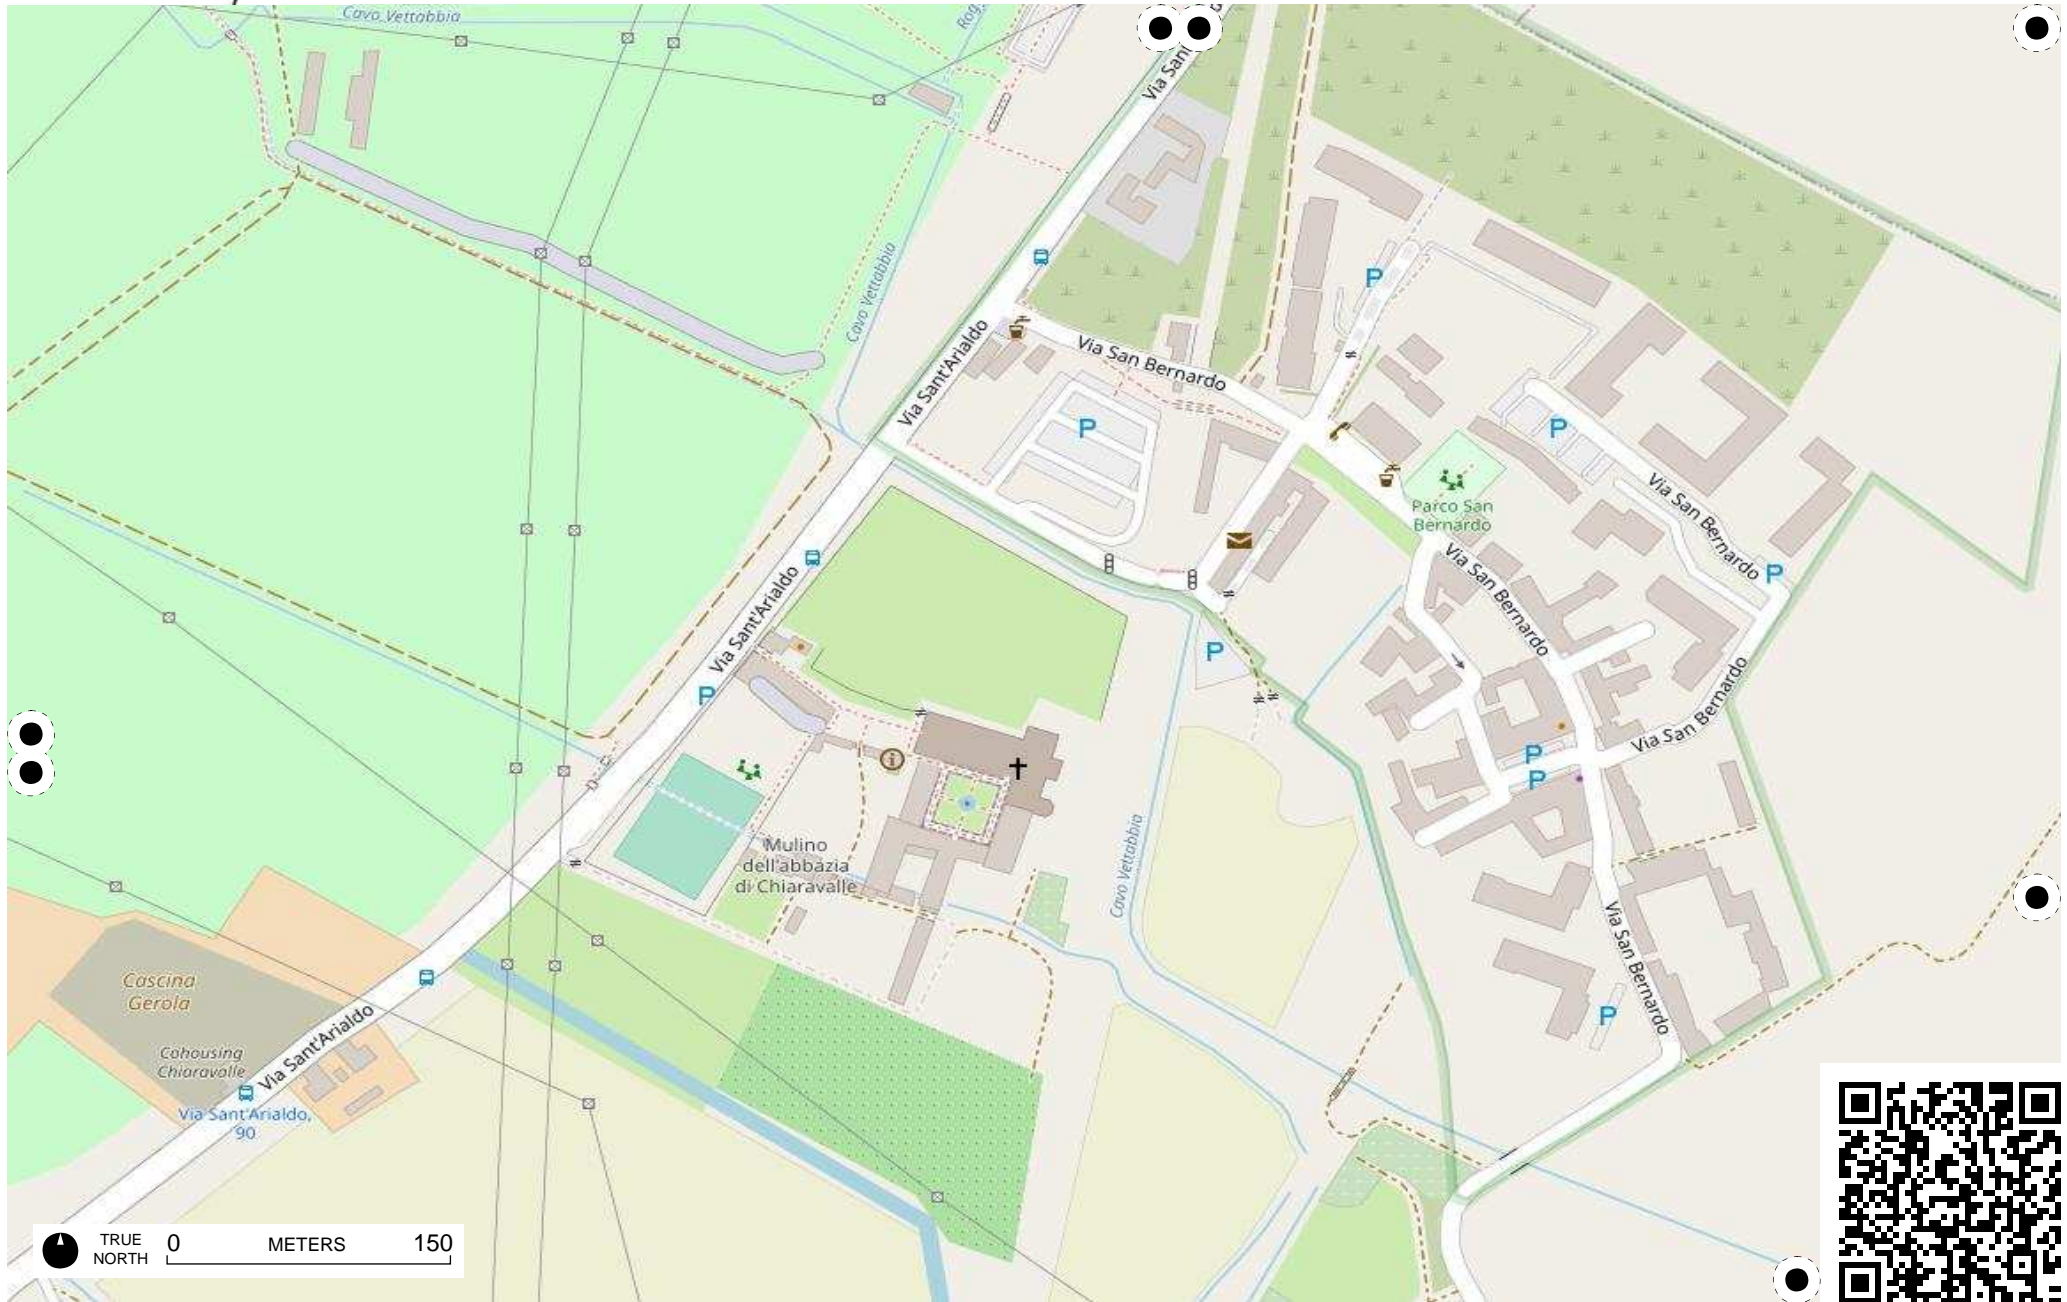 Cavo Vettabbia
Rog
Via San
Cavo Vettabbia
Via Sant'Arialdo
Via San Bernardo
P
P
P
Via San Bernardo
Parco San
Bernardo
P
Via San Bernardo
Via Sant'Arialdo
P
P
Via San Bernardo
P
P
Mulino
dell'abbazia
di Chiaravalle
Cavo Vettabbia
Via San Bernardo
P
Cascina
Gerola
Cohousing
Chiaravalle
Via Sant'Arialdo
Via Sant'Arialdo,
90
TRUE
NORTH
0 METERS 150